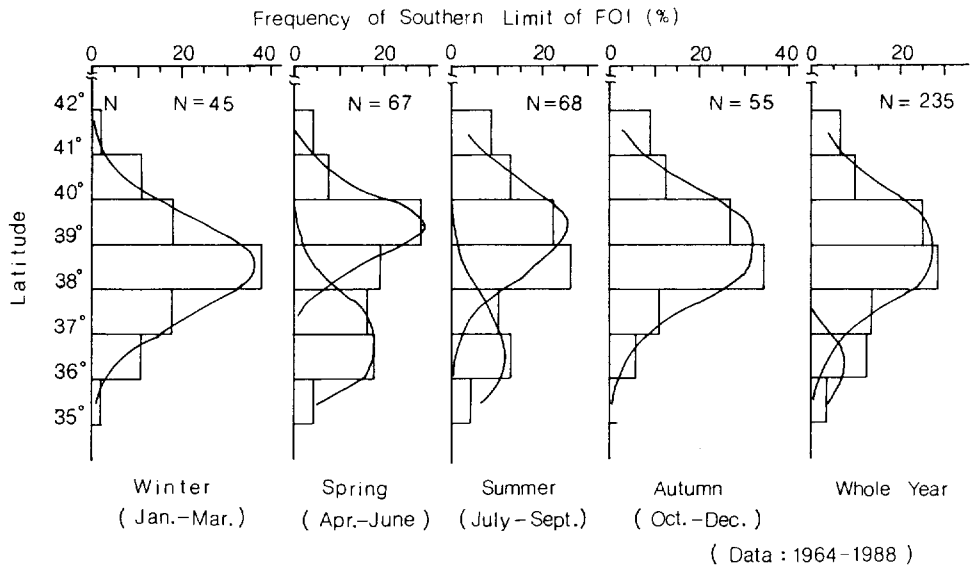 Frequency of Southern Limit of FOI (%)
0 20 40 0 20 0 20 0 20 40 0 20
42° N N = 45 N = 67 N = 68 N = 55 N = 235
41°
40°
39°
38°
37°
36°
35°
Latitude
Winter Spring Summer Autumn Whole Year
( Jan.-Mar.) ( Apr.-June ) (July-Sept.) ( Oct.-Dec. )
( Data : 1964-1988 )